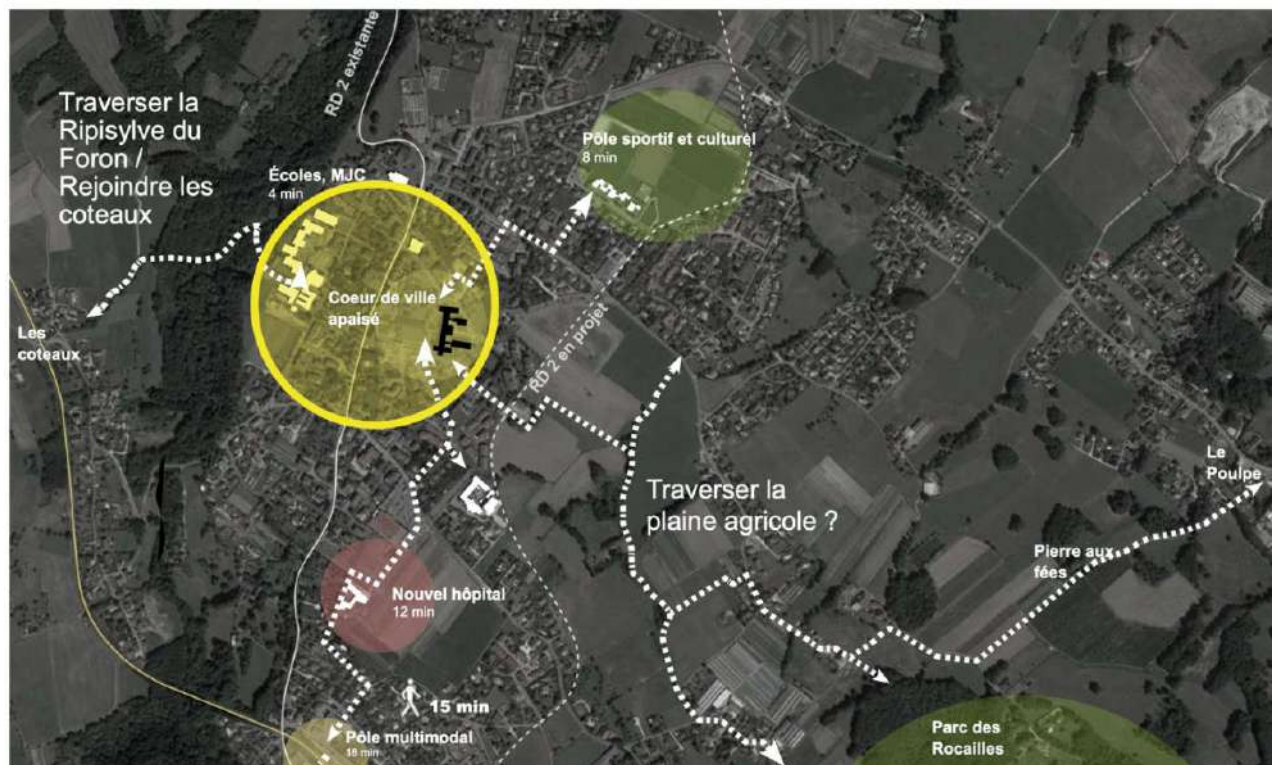 Traverser la
Ripisylve du
Foron /
Rejoindre les
coteaux
RD 2 existante
Écoles, MJC
4 min
Pôle sportif et culturel
8 min
Coeur de ville
apaisé
Les
coteaux
RD 2 en projet
Traverser la
plaine agricole ?
Le
Poulpe
Pierre aux
fées
Nouvel hôpital
12 min
15 min
Pôle multimodal
18 min
Parc des
Rocailles